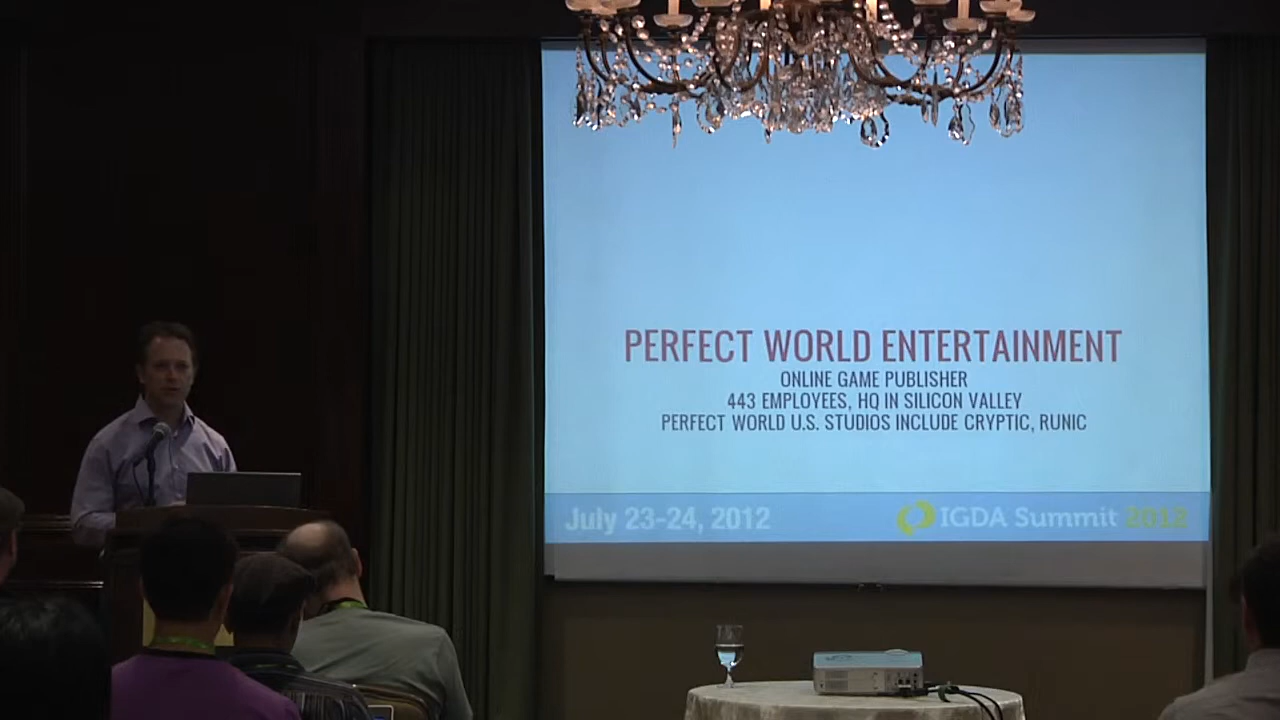 PERFECT WORLD ENTERTAINMENT
ONLINE GAME PUBLISHER
443 EMPLOYEES, HQ IN SILICON VALLEY
PERFECT WORLD U.S. STUDIOS INCLUDE CRYPTIC, RUNIC
July 23-24, 2012
IGDA Summit 2012